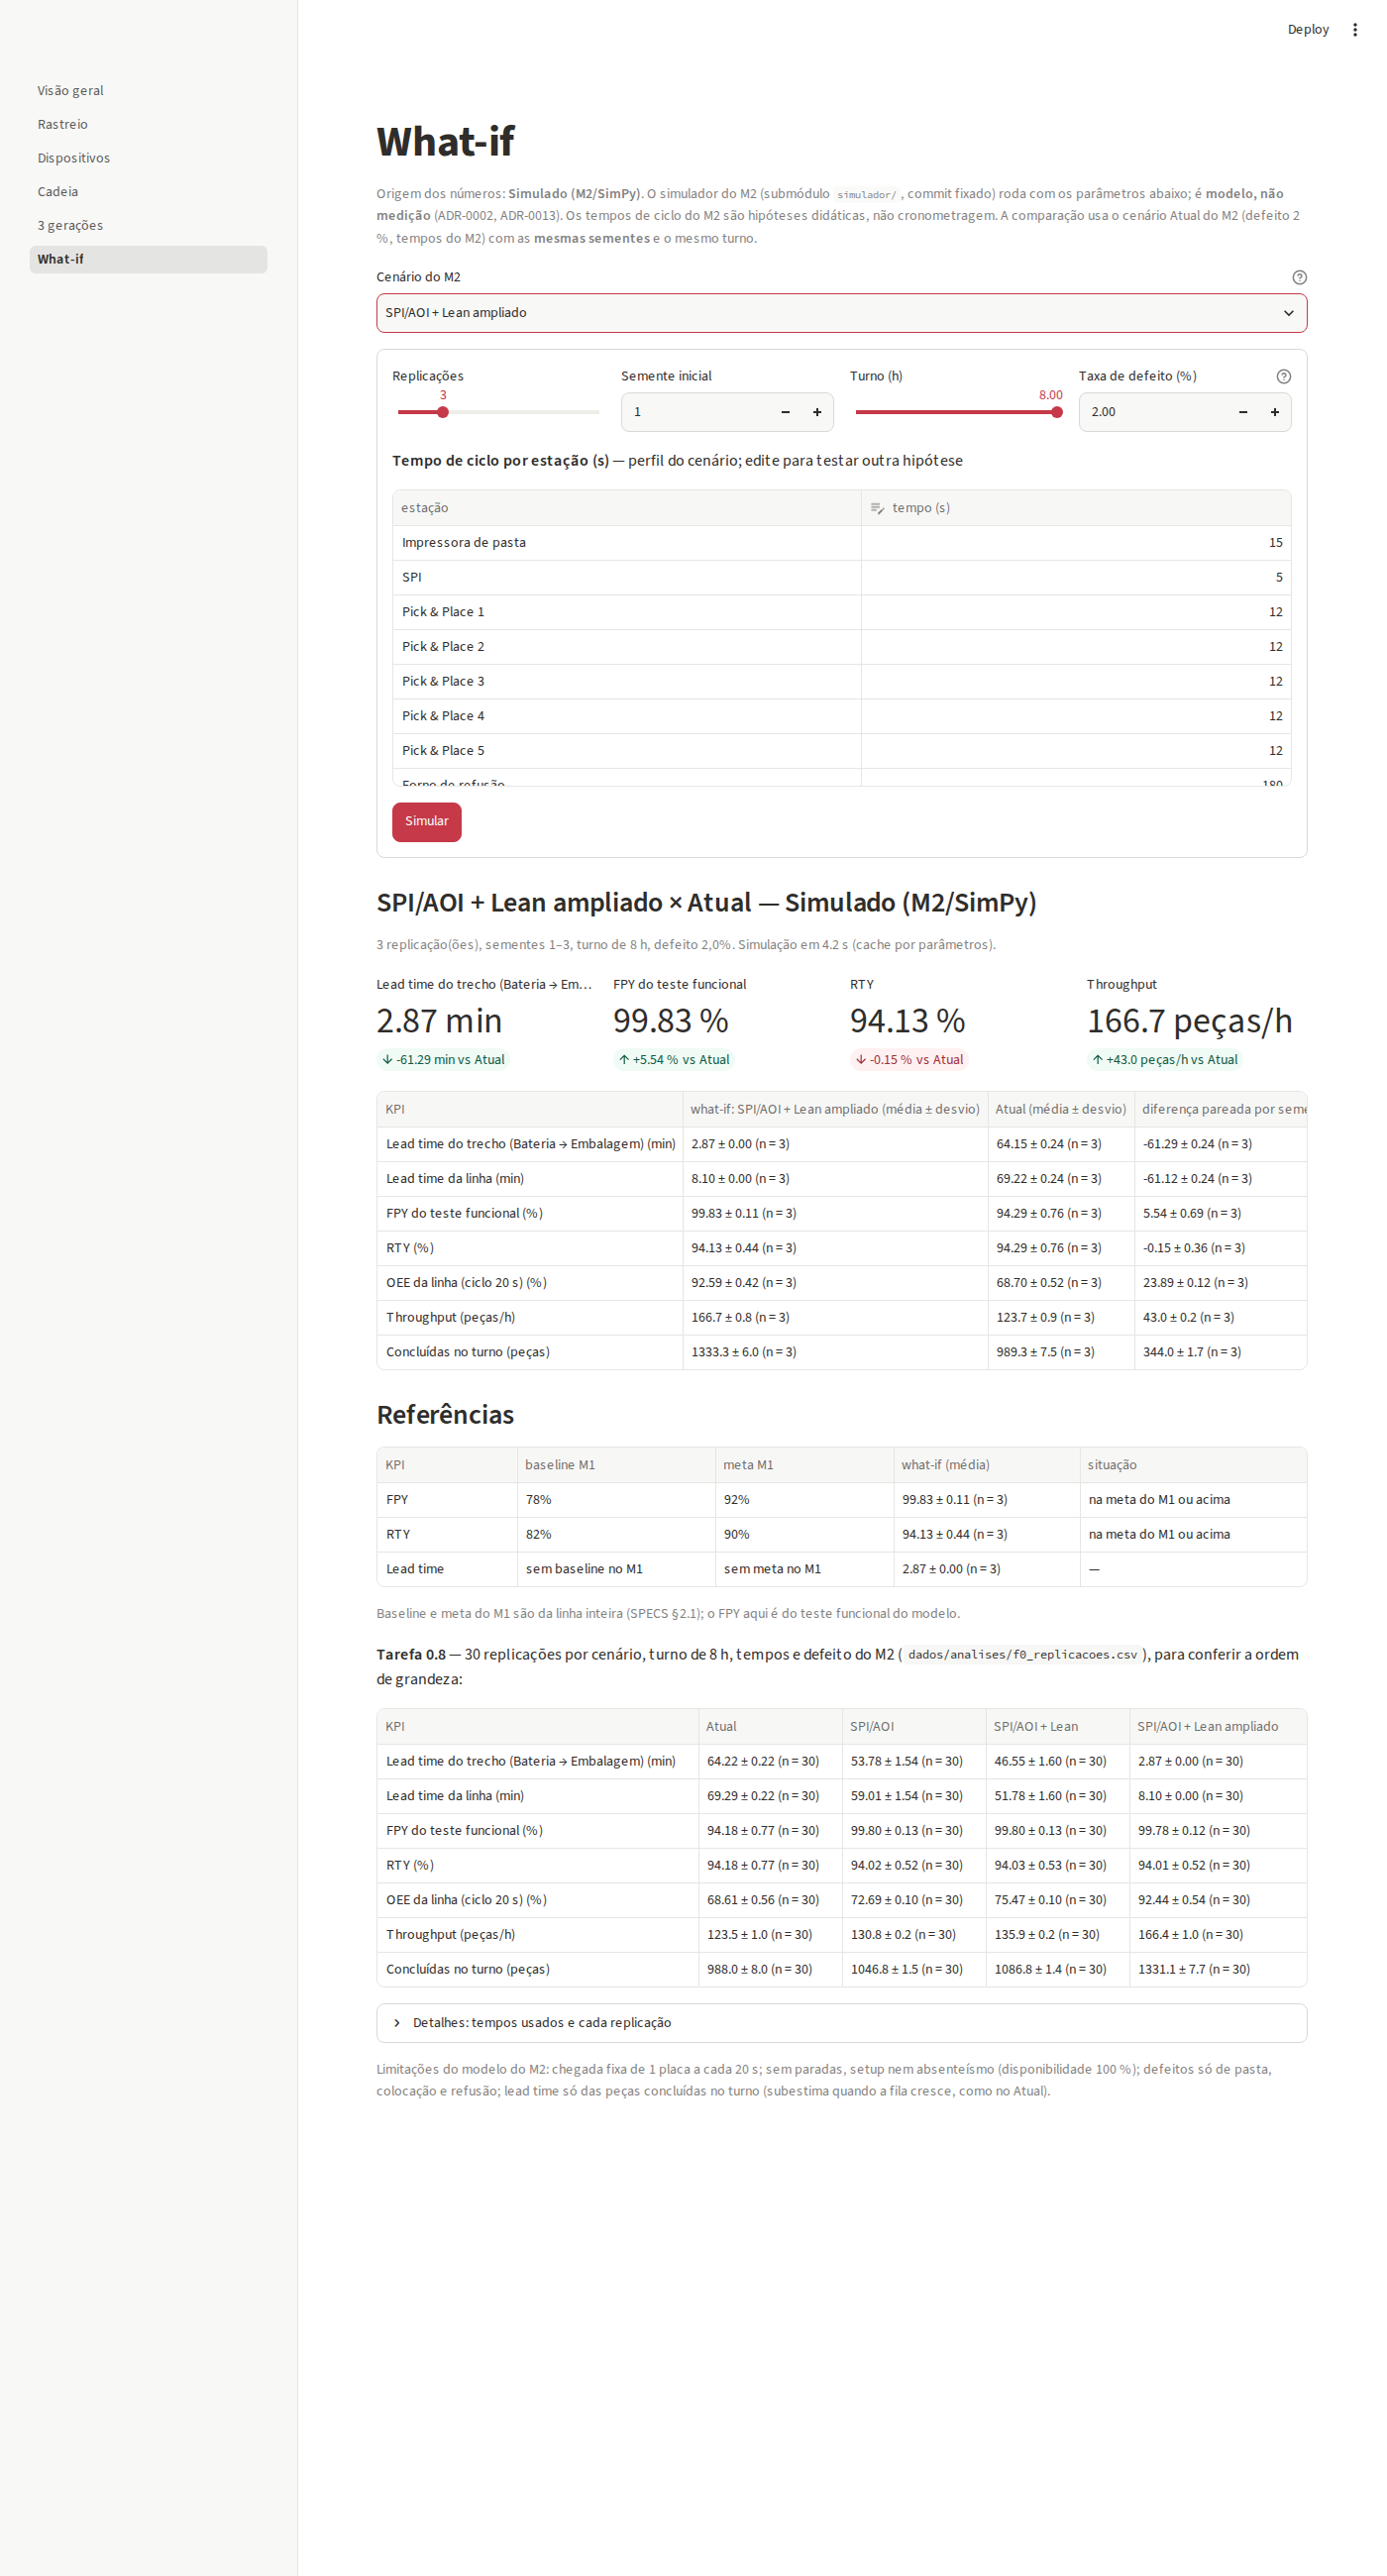 Deploy
Visão geral
Rastreio
Dispositivos
Cadeia
3 gerações
What-if
What-if
Origem dos números: Simulado (M2/SimPy). O simulador do M2 (submódulo simulador/, commit fixado) roda com os parâmetros abaixo; é modelo, não
medição (ADR-0002, ADR-0013). Os tempos de ciclo do M2 são hipóteses didáticas, não cronometragem. A comparação usa o cenário Atual do M2 (defeito 2
%, tempos do M2) com as mesmas sementes e o mesmo turno.
Cenário do M2
SPI/AOI + Lean ampliado
Replicações Semente inicial Turno (h) Taxa de defeito (%)
3 8.00
1 2.00
Tempo de ciclo por estação (s) — perfil do cenário; edite para testar outra hipótese
estação tempo (s)
Impressora de pasta 15
SPI 5
Pick & Place 1 12
Pick & Place 2 12
Pick & Place 3 12
Pick & Place 4 12
Pick & Place 5 12
Forno de refusão 180
Simular
SPI/AOI + Lean ampliado × Atual — Simulado (M2/SimPy)
3 replicação(ões), sementes 1–3, turno de 8 h, defeito 2,0%. Simulação em 4.2 s (cache por parâmetros).
Lead time do trecho (Bateria → Em… FPY do teste funcional RTY Throughput
2.87 min 99.83 % 94.13 % 166.7 peças/h
↓ -61.29 min vs Atual ↑ +5.54 % vs Atual ↓ -0.15 % vs Atual ↑ +43.0 peças/h vs Atual
KPI what-if: SPI/AOI + Lean ampliado (média ± desvio) Atual (média ± desvio) diferença pareada por seme
Lead time do trecho (Bateria → Embalagem) (min) 2.87 ± 0.00 (n = 3) 64.15 ± 0.24 (n = 3) -61.29 ± 0.24 (n = 3)
Lead time da linha (min) 8.10 ± 0.00 (n = 3) 69.22 ± 0.24 (n = 3) -61.12 ± 0.24 (n = 3)
FPY do teste funcional (%) 99.83 ± 0.11 (n = 3) 94.29 ± 0.76 (n = 3) 5.54 ± 0.69 (n = 3)
RTY (%) 94.13 ± 0.44 (n = 3) 94.29 ± 0.76 (n = 3) -0.15 ± 0.36 (n = 3)
OEE da linha (ciclo 20 s) (%) 92.59 ± 0.42 (n = 3) 68.70 ± 0.52 (n = 3) 23.89 ± 0.12 (n = 3)
Throughput (peças/h) 166.7 ± 0.8 (n = 3) 123.7 ± 0.9 (n = 3) 43.0 ± 0.2 (n = 3)
Concluídas no turno (peças) 1333.3 ± 6.0 (n = 3) 989.3 ± 7.5 (n = 3) 344.0 ± 1.7 (n = 3)
Referências
KPI baseline M1 meta M1 what-if (média) situação
FPY 78% 92% 99.83 ± 0.11 (n = 3) na meta do M1 ou acima
RTY 82% 90% 94.13 ± 0.44 (n = 3) na meta do M1 ou acima
Lead time sem baseline no M1 sem meta no M1 2.87 ± 0.00 (n = 3) —
Baseline e meta do M1 são da linha inteira (SPECS §2.1); o FPY aqui é do teste funcional do modelo.
Tarefa 0.8 — 30 replicações por cenário, turno de 8 h, tempos e defeito do M2 ( dados/analises/f0_replicacoes.csv ), para conferir a ordem
de grandeza:
KPI Atual SPI/AOI SPI/AOI + Lean SPI/AOI + Lean ampliado
Lead time do trecho (Bateria → Embalagem) (min) 64.22 ± 0.22 (n = 30) 53.78 ± 1.54 (n = 30) 46.55 ± 1.60 (n = 30) 2.87 ± 0.00 (n = 30)
Lead time da linha (min) 69.29 ± 0.22 (n = 30) 59.01 ± 1.54 (n = 30) 51.78 ± 1.60 (n = 30) 8.10 ± 0.00 (n = 30)
FPY do teste funcional (%) 94.18 ± 0.77 (n = 30) 99.80 ± 0.13 (n = 30) 99.80 ± 0.13 (n = 30) 99.78 ± 0.12 (n = 30)
RTY (%) 94.18 ± 0.77 (n = 30) 94.02 ± 0.52 (n = 30) 94.03 ± 0.53 (n = 30) 94.01 ± 0.52 (n = 30)
OEE da linha (ciclo 20 s) (%) 68.61 ± 0.56 (n = 30) 72.69 ± 0.10 (n = 30) 75.47 ± 0.10 (n = 30) 92.44 ± 0.54 (n = 30)
Throughput (peças/h) 123.5 ± 1.0 (n = 30) 130.8 ± 0.2 (n = 30) 135.9 ± 0.2 (n = 30) 166.4 ± 1.0 (n = 30)
Concluídas no turno (peças) 988.0 ± 8.0 (n = 30) 1046.8 ± 1.5 (n = 30) 1086.8 ± 1.4 (n = 30) 1331.1 ± 7.7 (n = 30)
Detalhes: tempos usados e cada replicação
Limitações do modelo do M2: chegada fixa de 1 placa a cada 20 s; sem paradas, setup nem absenteísmo (disponibilidade 100 %); defeitos só de pasta,
colocação e refusão; lead time só das peças concluídas no turno (subestima quando a fila cresce, como no Atual).